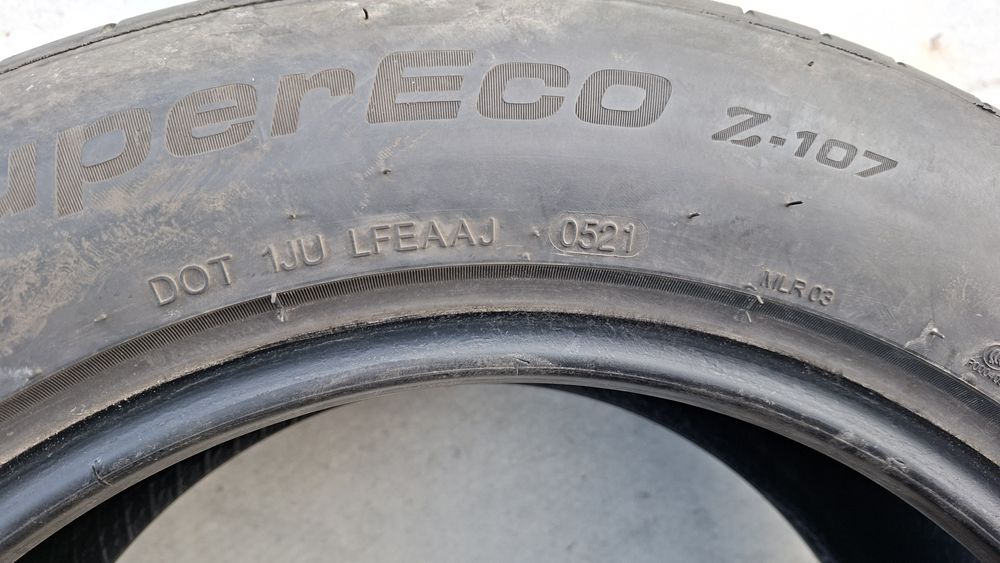 uperEco Z-107
DOT 1JU LFEAAJ 0521
MLR 03